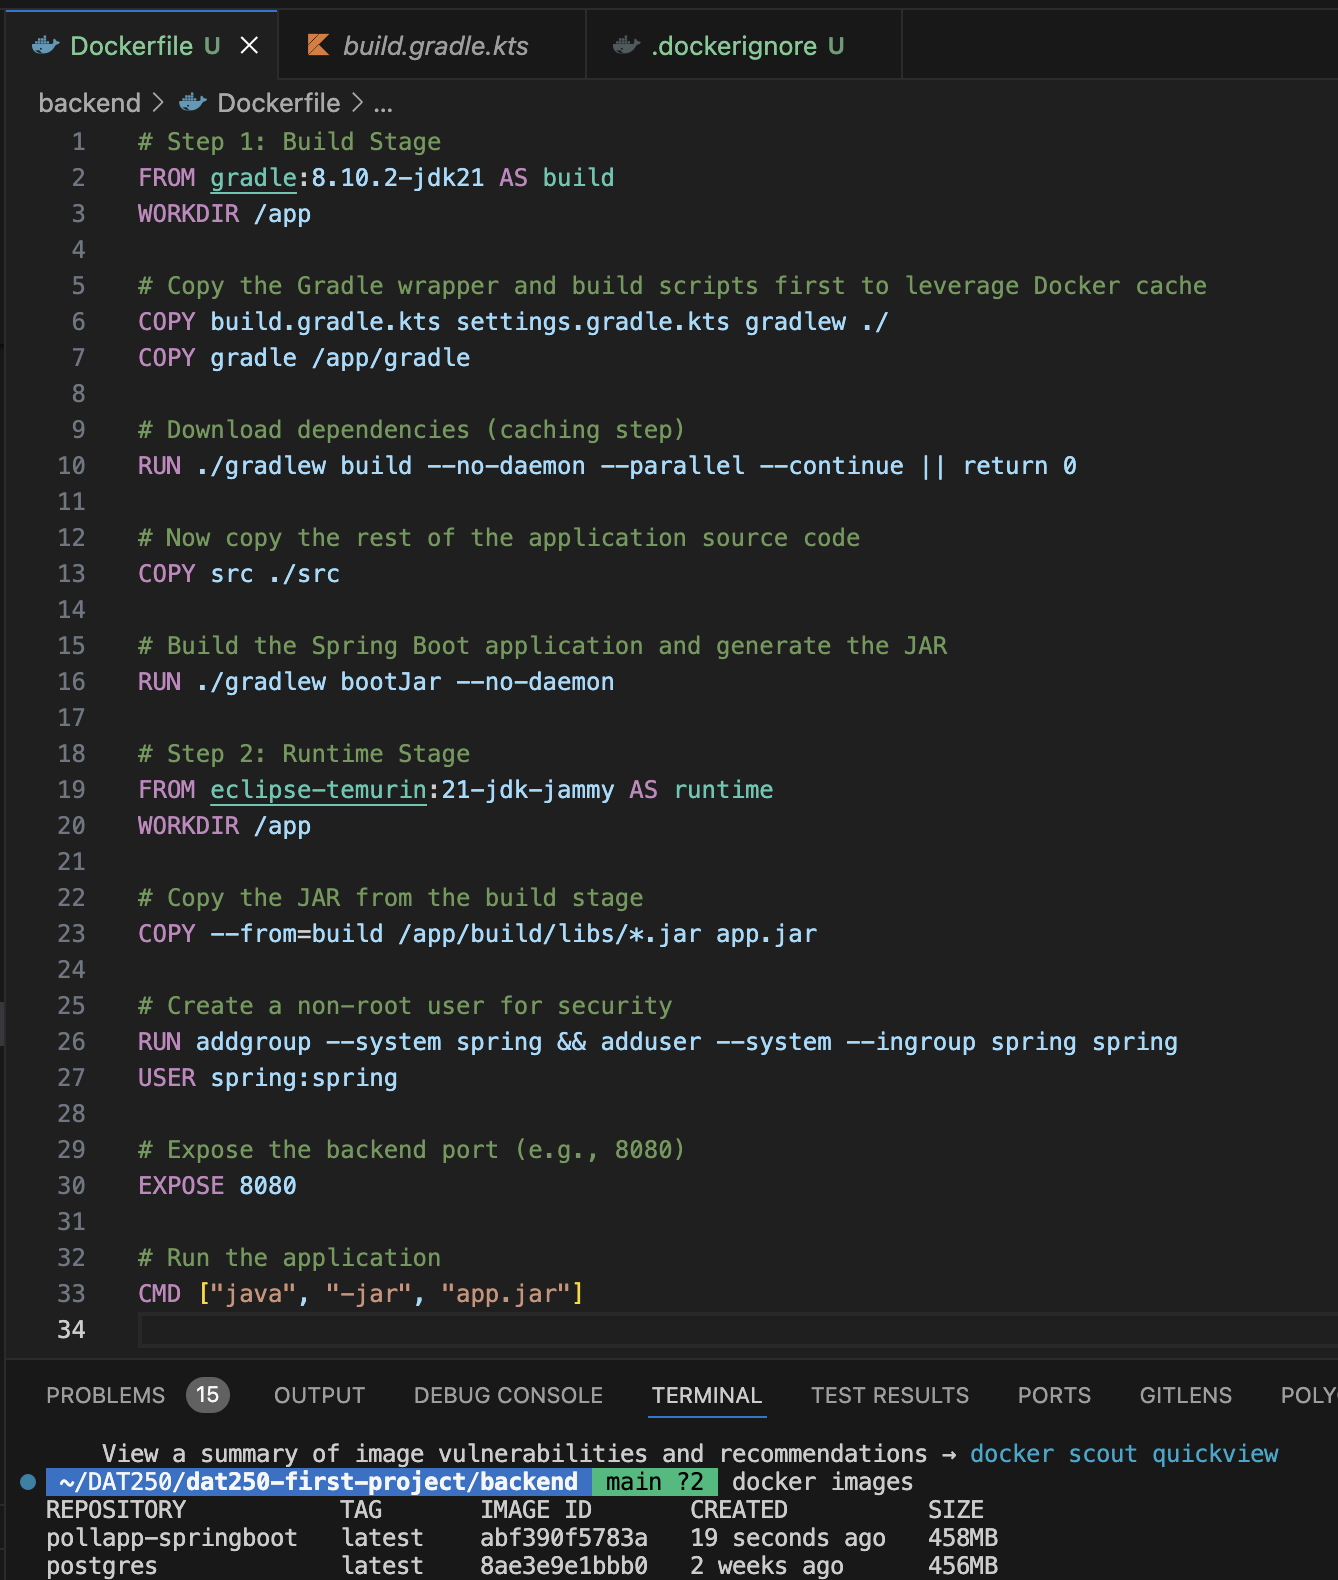 Dockerfile U build.gradle.kts .dockerignore U
backend > Dockerfile > ...
1 # Step 1: Build Stage
2 FROM gradle:8.10.2-jdk21 AS build
3 WORKDIR /app
4
5 # Copy the Gradle wrapper and build scripts first to leverage Docker cache
6 COPY build.gradle.kts settings.gradle.kts gradlew ./
7 COPY gradle /app/gradle
8
9 # Download dependencies (caching step)
10 RUN ./gradlew build --no-daemon --parallel --continue || return 0
11
12 # Now copy the rest of the application source code
13 COPY src ./src
14
15 # Build the Spring Boot application and generate the JAR
16 RUN ./gradlew bootJar --no-daemon
17
18 # Step 2: Runtime Stage
19 FROM eclipse-temurin:21-jdk-jammy AS runtime
20 WORKDIR /app
21
22 # Copy the JAR from the build stage
23 COPY --from=build /app/build/libs/*.jar app.jar
24
25 # Create a non-root user for security
26 RUN addgroup --system spring && adduser --system --ingroup spring spring
27 USER spring:spring
28
29 # Expose the backend port (e.g., 8080)
30 EXPOSE 8080
31
32 # Run the application
33 CMD ["java", "-jar", "app.jar"]
34
PROBLEMS 15 OUTPUT DEBUG CONSOLE TERMINAL TEST RESULTS PORTS GITLENS POLY
View a summary of image vulnerabilities and recommendations → docker scout quickview
~/DAT250/dat250-first-project/backend main ?2 docker images
REPOSITORY TAG IMAGE ID CREATED SIZE
pollapp-springboot latest abf390f5783a 19 seconds ago 458MB
postgres latest 8ae3e9e1bbb0 2 weeks ago 456MB